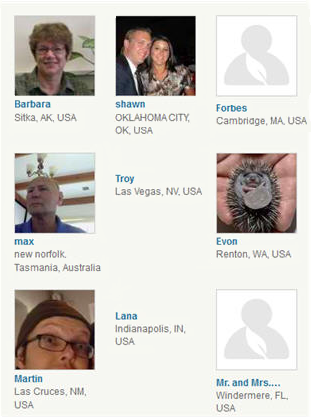 Barbara
Sitka, AK, USA
shawn
OKLAHOMA CITY,
OK, USA
Forbes
Cambridge, MA, USA
max
new norfolk.
Tasmania, Australia
Troy
Las Vegas, NV, USA
Evon
Renton, WA, USA
Martin
Las Cruces, NM,
USA
Lana
Indianapolis, IN,
USA
Mr. and Mrs....
Windermere, FL,
USA